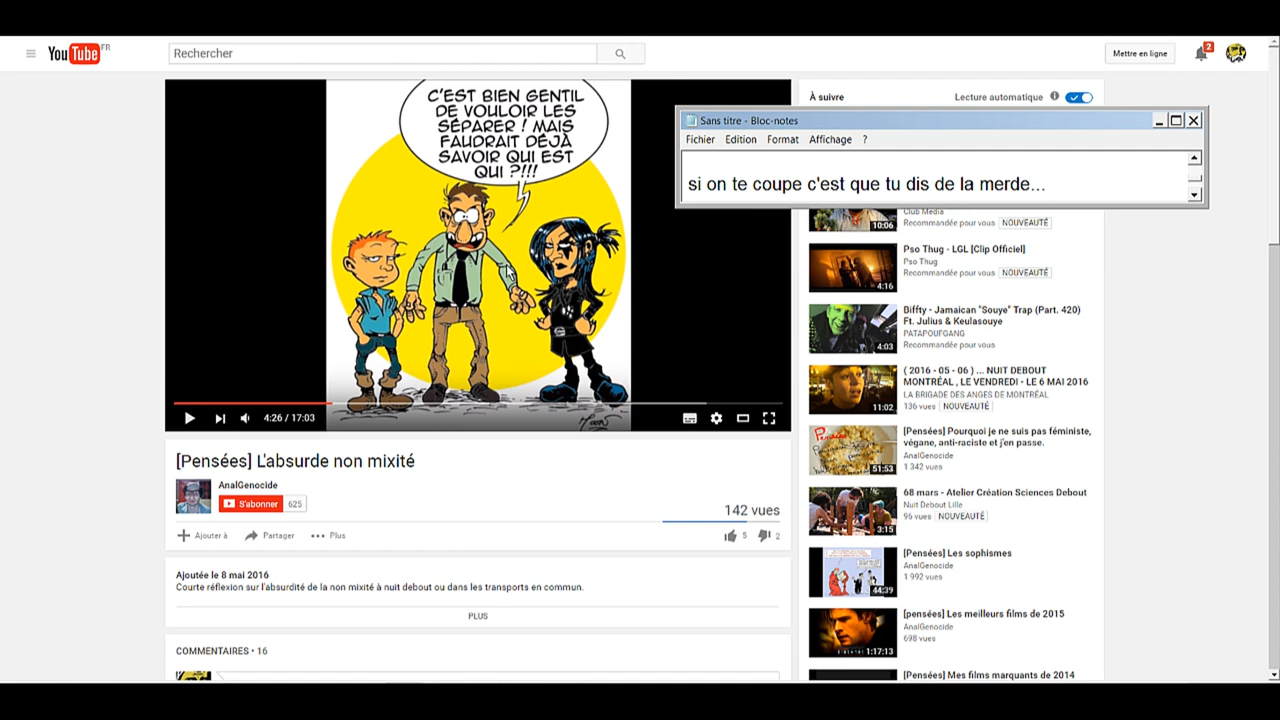 YouTube FR
Rechercher
Mettre en ligne
2
C'EST BIEN GENTIL
DE VOULOIR LES
SÉPARER ! MAIS
FAUDRAIT DÉJÀ
SAVOIR QUI EST
QUI ?!!!
4:26 / 17:03
[Pensées] L'absurde non mixité
AnalGenocide
S'abonner 625
142 vues
Ajouter à Partager Plus
5 2
Ajoutée le 8 mai 2016
Courte réflexion sur l'absurdité de la non mixité à nuit debout ou dans les transports en commun.
PLUS
COMMENTAIRES • 16
À suivre
Lecture automatique
Sans titre - Bloc-notes
Fichier Edition Format Affichage ?
si on te coupe c'est que tu dis de la merde...
10:06
Club Media
Recommandée pour vous NOUVEAUTÉ
4:16
Pso Thug - LGL [Clip Officiel]
Pso Thug
Recommandée pour vous NOUVEAUTÉ
4:03
Biffty - Jamaican "Souye" Trap (Part. 420)
Ft. Julius & Keulasouye
PATAPOUFGANG
Recommandée pour vous
11:02
( 2016 - 05 - 06 ) ... NUIT DEBOUT
MONTRÉAL , LE VENDREDI - LE 6 MAI 2016
LA BRIGADE DES ANGES DE MONTRÉAL
136 vues NOUVEAUTÉ
51:53
[Pensées] Pourquoi je ne suis pas féministe,
végane, anti-raciste et j'en passe.
AnalGenocide
1 342 vues
3:15
68 mars - Atelier Création Sciences Debout
Nuit Debout Lille
96 vues NOUVEAUTÉ
44:39
[Pensées] Les sophismes
AnalGenocide
1 992 vues
1:17:13
[pensées] Les meilleurs films de 2015
AnalGenocide
698 vues
[Pensées] Mes films marquants de 2014